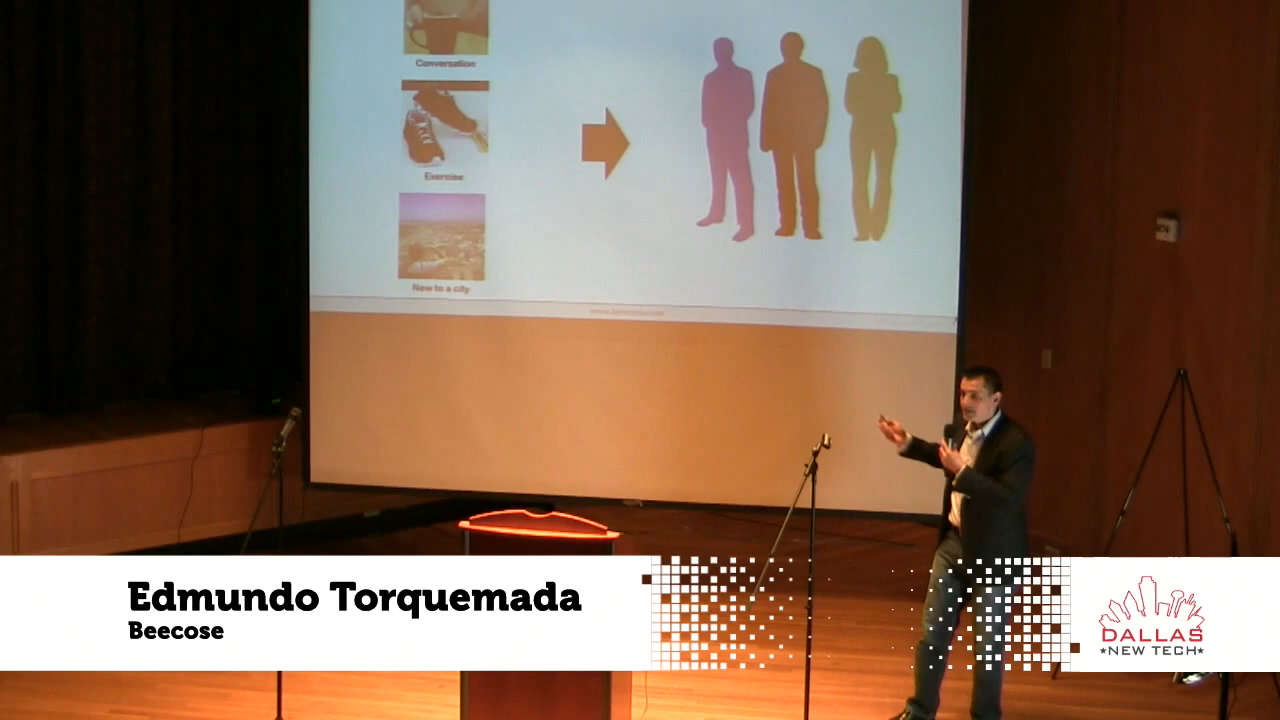 Conversation
Exercise
New to a city
Edmundo Torquemada
Beecose
DALLAS
NEW TECH